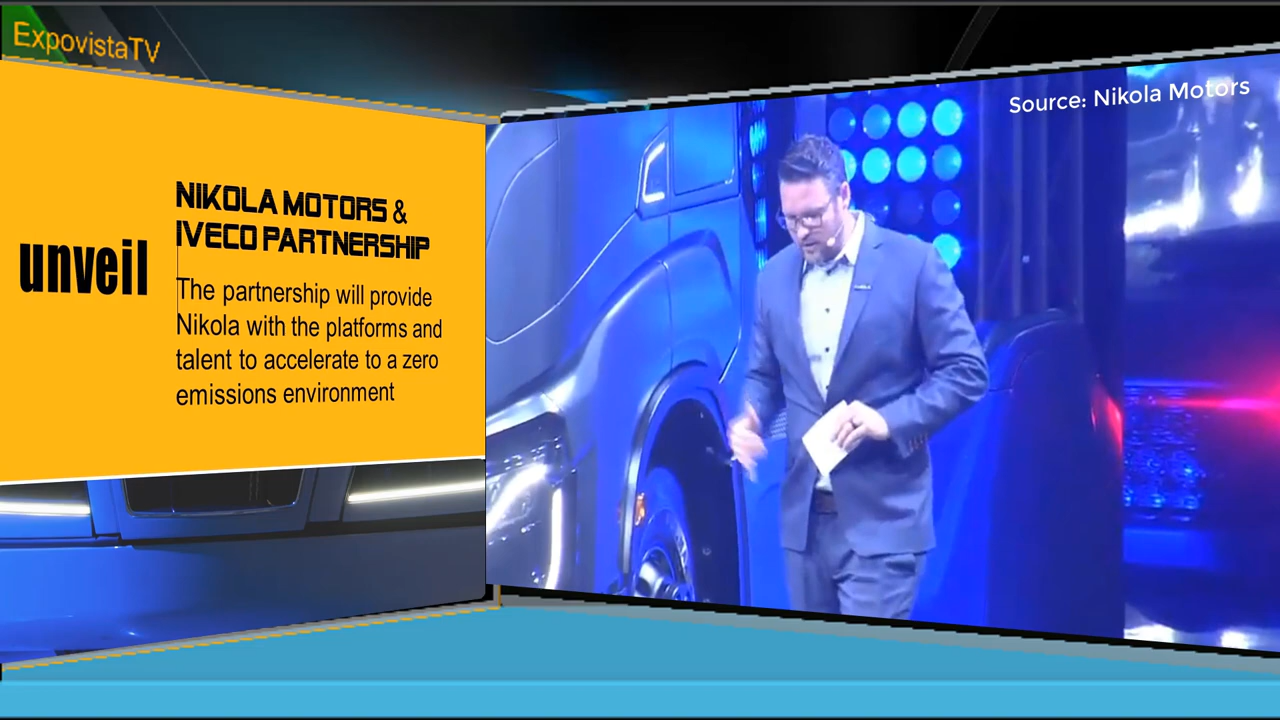 ExpovistaTV
Source: Nikola Motors
unveil
NIKOLA MOTORS &
IVECO PARTNERSHIP
The partnership will provide
Nikola with the platforms and
talent to accelerate to a zero
emissions environment